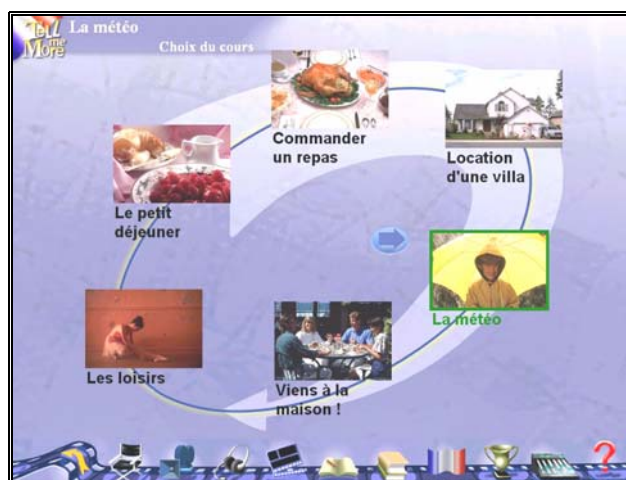 Tell
me
More
La météo
Choix du cours
Commander
un repas
Location
d'une villa
Le petit
déjeuner
La météo
Les loisirs
Viens à la
maison !
?